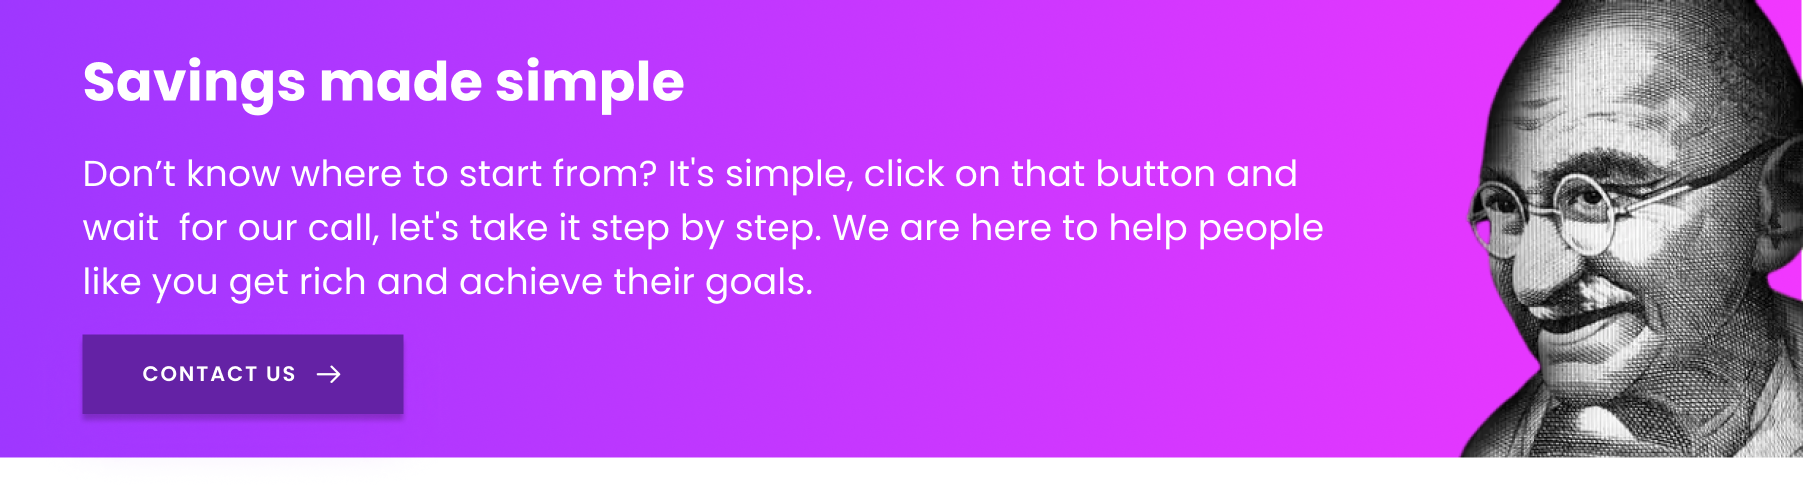 Savings made simple
Don’t know where to start from? It's simple, click on that button and
wait  for our call, let's take it step by step. We are here to help people
like you get rich and achieve their goals.
CONTACT US →